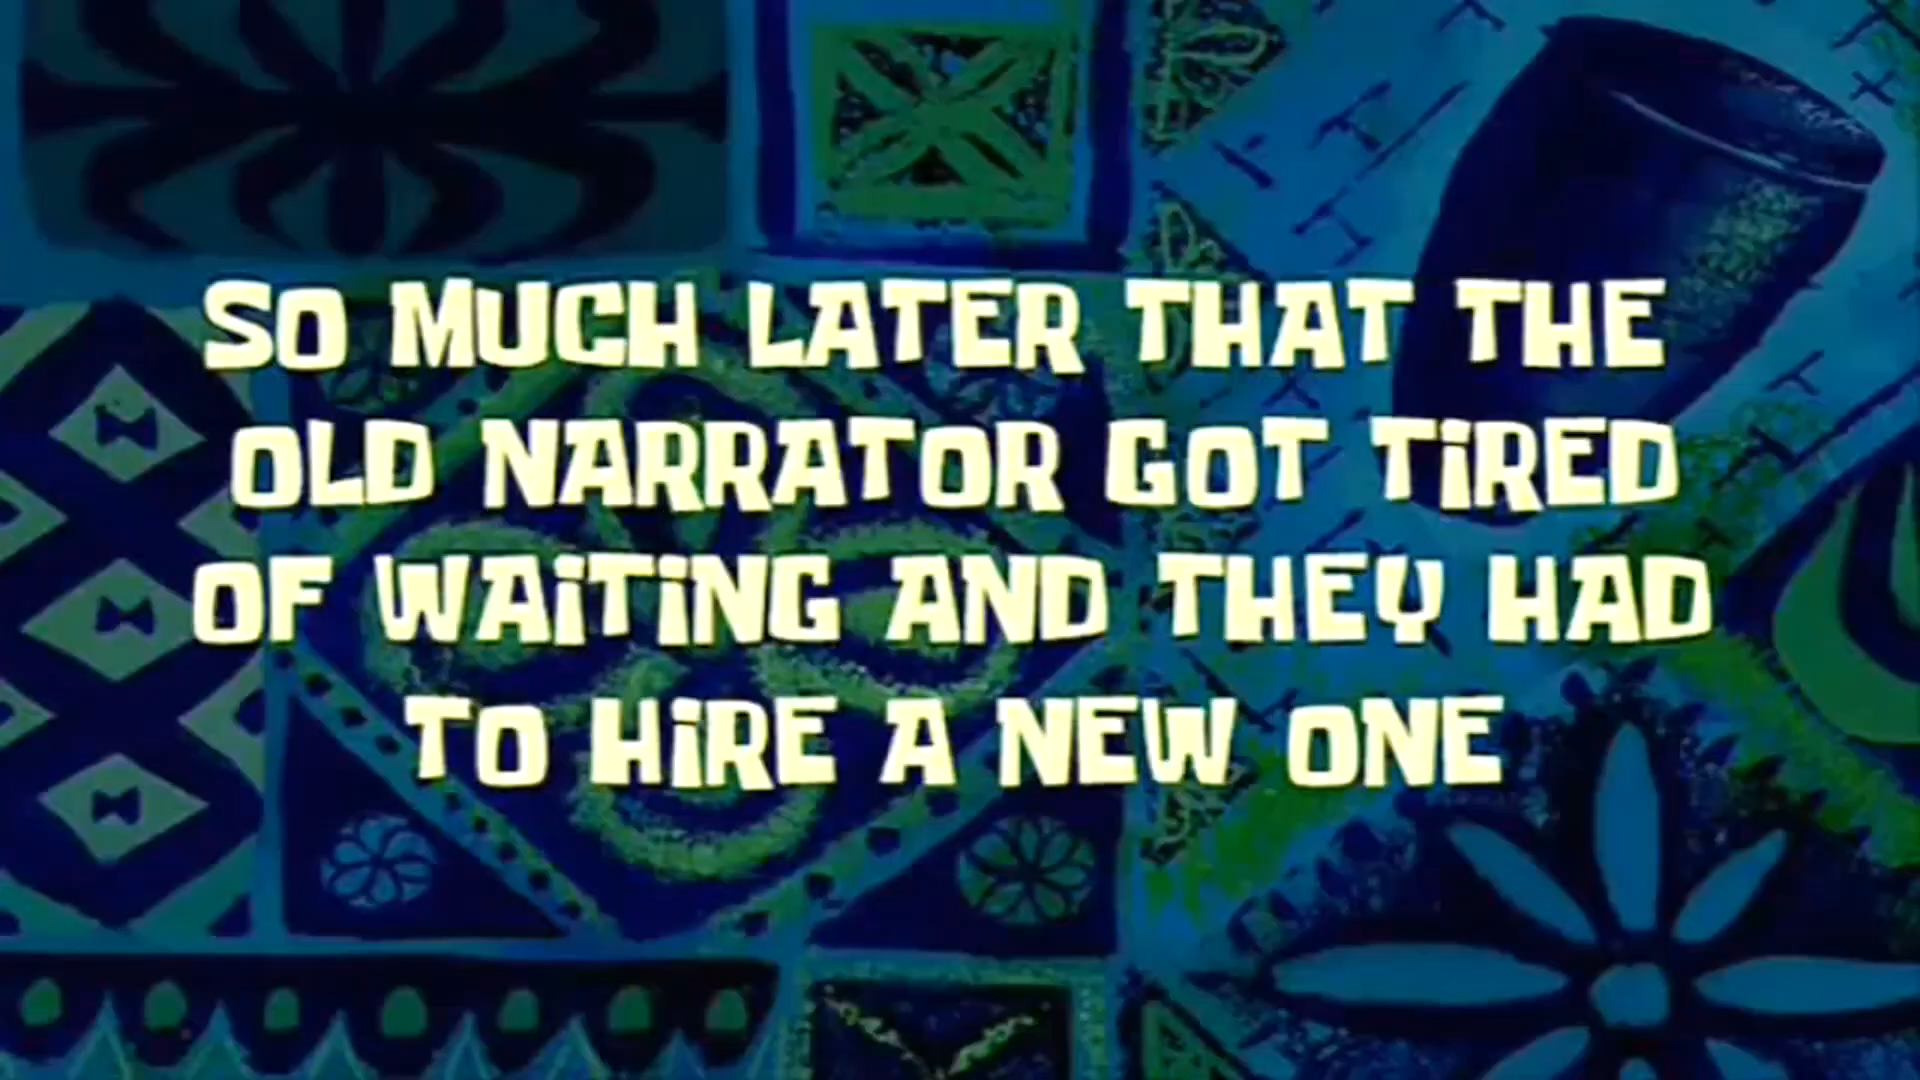 SO MUCH LATER THAT THE
OLD NARRATOR GOT TiRED
OF WAiTiNG AND THEY HAD
TO HiRE A NEW ONE